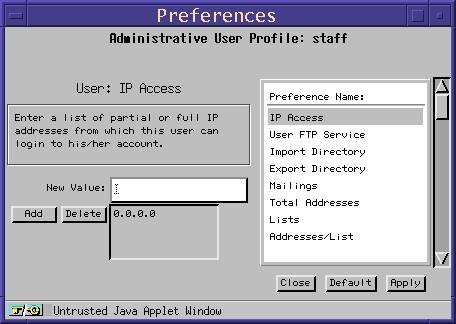 Preferences
Administrative User Profile: staff
User: IP Access
Enter a list of partial or full IP
addresses from which this user can
login to his/her account.
New Value:
Add
Delete
0.0.0.0
Preference Name:
IP Access
User FTP Service
Import Directory
Export Directory
Mailings
Total Addresses
Lists
Addresses/List
Close
Default
Apply
Untrusted Java Applet Window